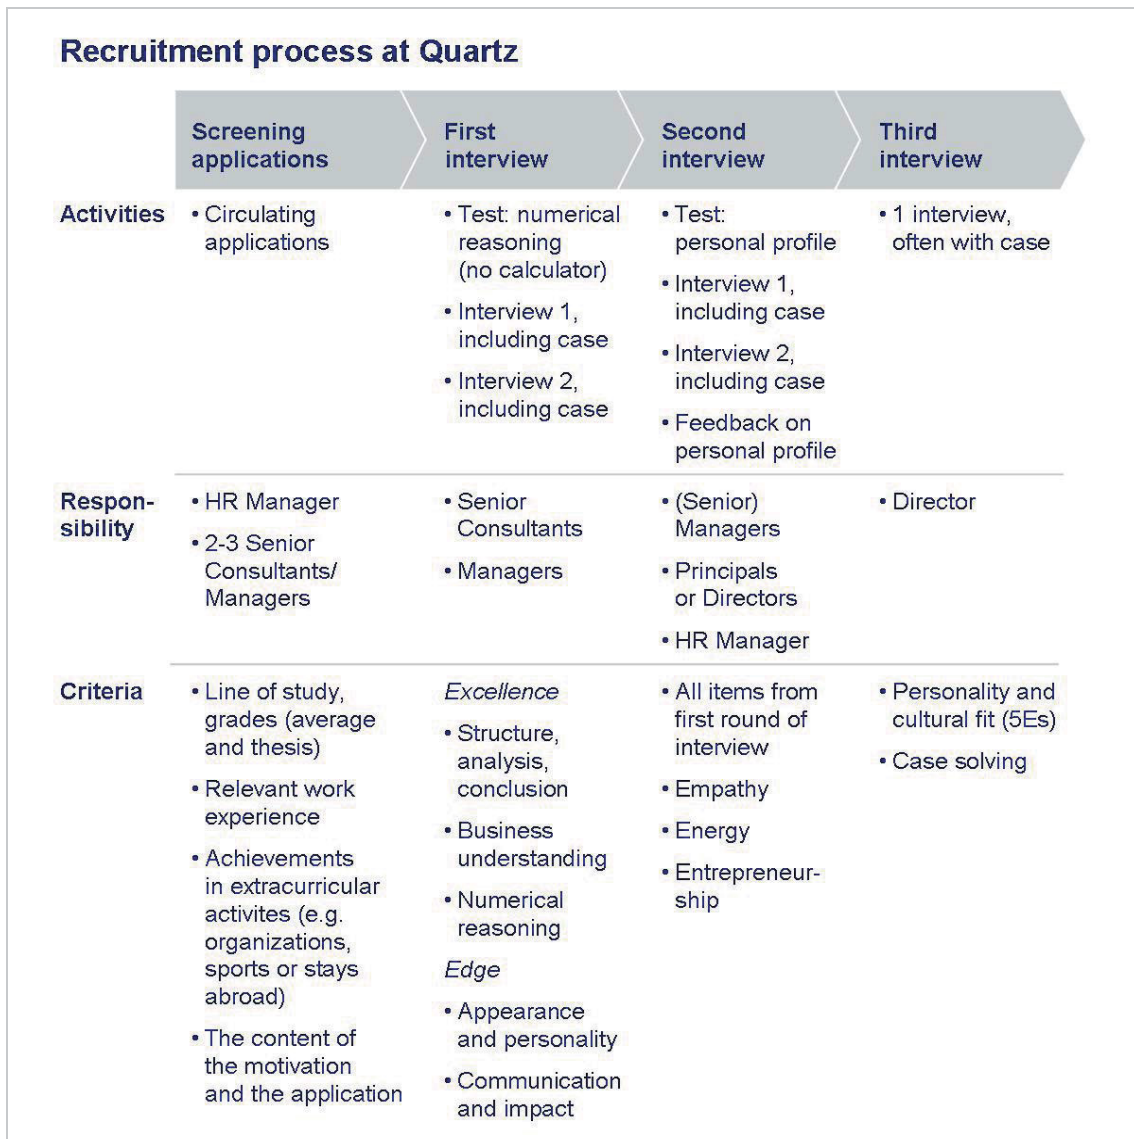 Recruitment process at Quartz
Screening
applications
First
interview
Second
interview
Third
interview
Activities
• Circulating
applications
• Test: numerical
reasoning
(no calculator)
• Interview 1,
including case
• Interview 2,
including case
• Test:
personal profile
• Interview 1,
including case
• Interview 2,
including case
• Feedback on
personal profile
• 1 interview,
often with case
Respon-
sibility
• HR Manager
• 2-3 Senior
Consultants/
Managers
• Senior
Consultants
• Managers
• (Senior)
Managers
• Principals
or Directors
• HR Manager
• Director
Criteria
• Line of study,
grades (average
and thesis)
• Relevant work
experience
• Achievements
in extracurricular
activites (e.g.
organizations,
sports or stays
abroad)
• The content of
the motivation
and the application
Excellence
• Structure,
analysis,
conclusion
• Business
understanding
• Numerical
reasoning
Edge
• Appearance
and personality
• Communication
and impact
• All items from
first round of
interview
• Empathy
• Energy
• Entrepreneur-
ship
• Personality and
cultural fit (5Es)
• Case solving